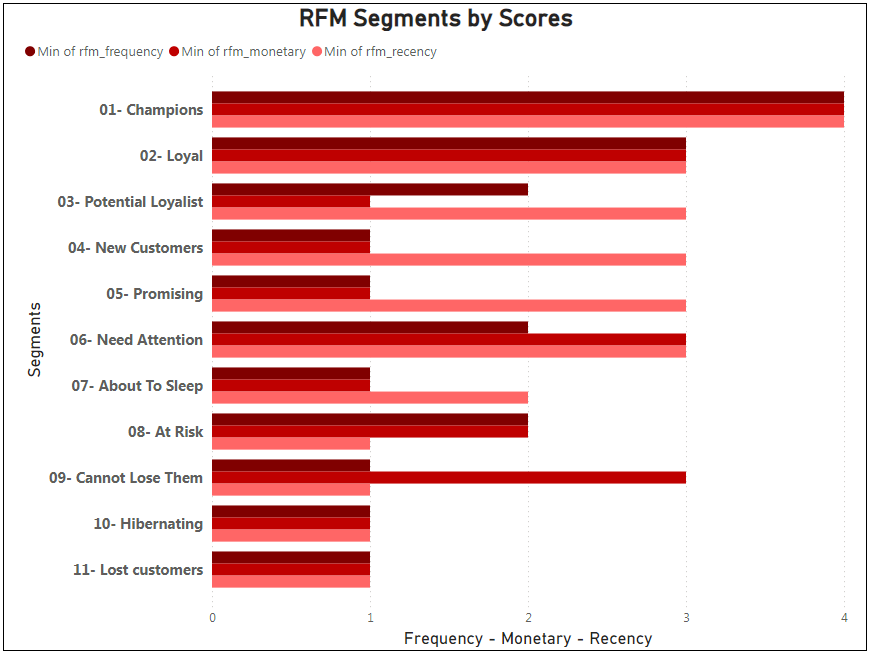 RFM Segments by Scores
Min of rfm_frequency Min of rfm_monetary Min of rfm_recency
Segments
01- Champions
02- Loyal
03- Potential Loyalist
04- New Customers
05- Promising
06- Need Attention
07- About To Sleep
08- At Risk
09- Cannot Lose Them
10- Hibernating
11- Lost customers
0 1 2 3 4
Frequency - Monetary - Recency